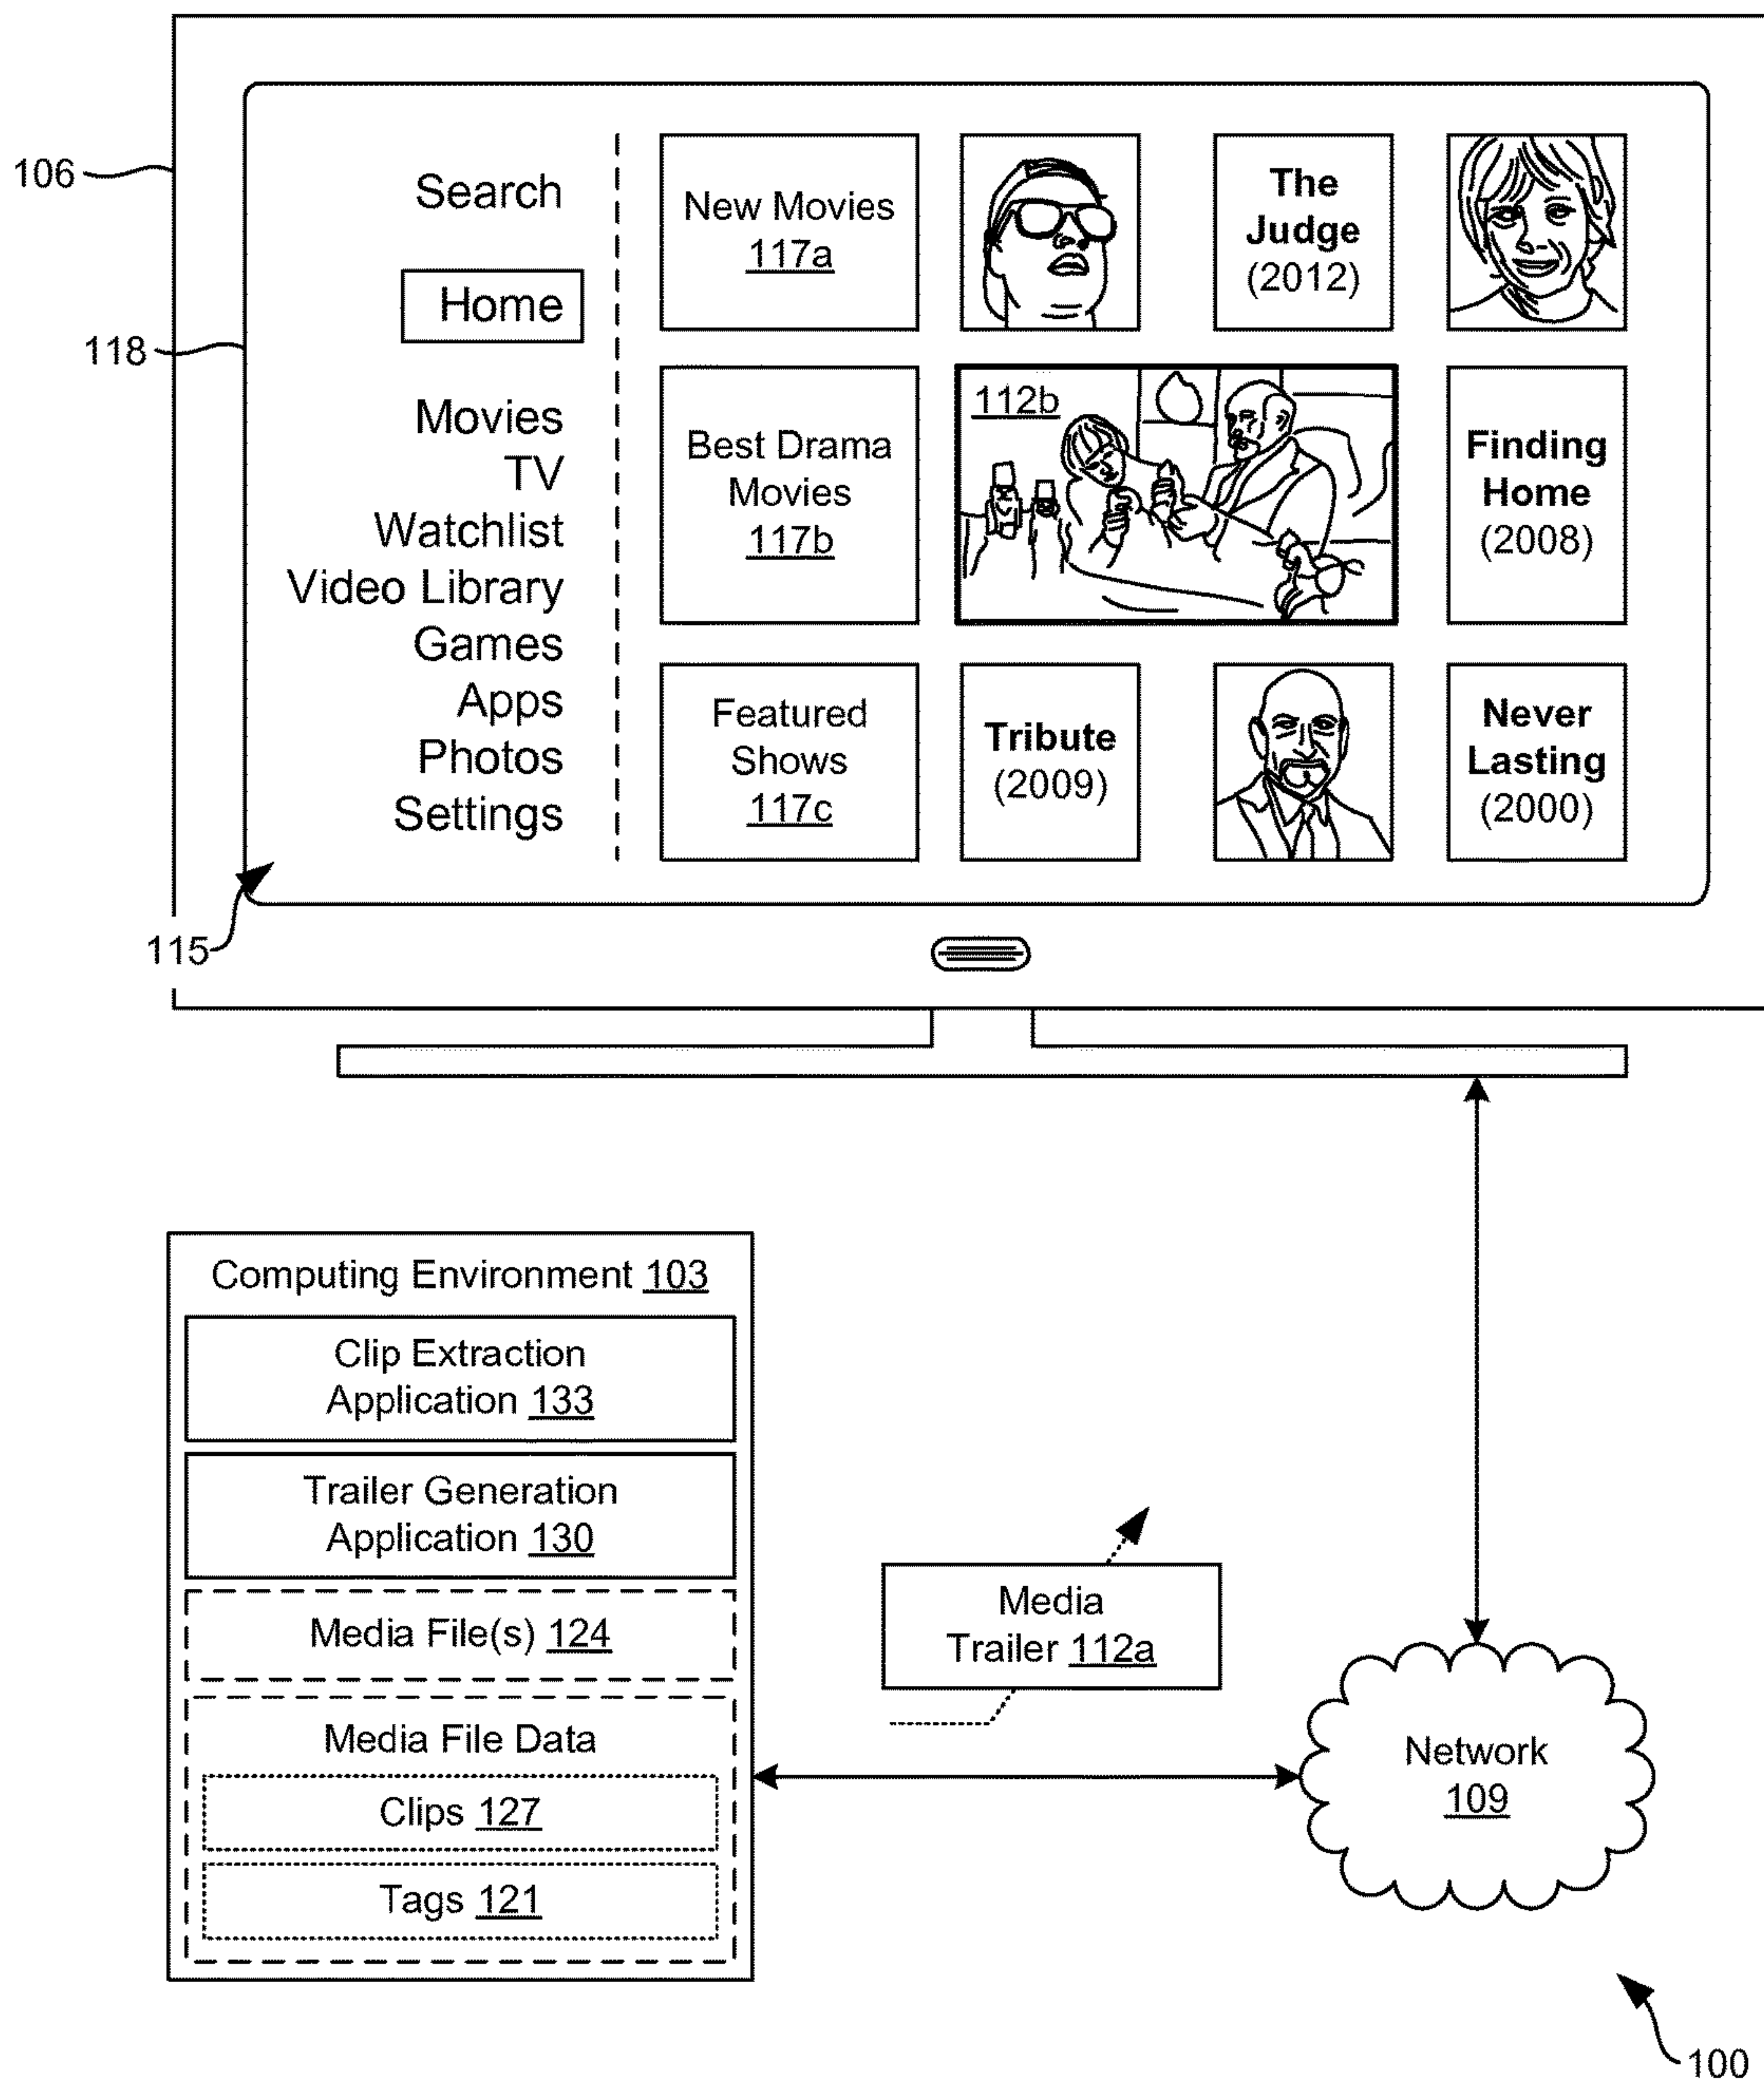 106
118
115
Search
Home
Movies
TV
Watchlist
Video Library
Games
Apps
Photos
Settings
New Movies
117a
The
Judge
(2012)
Best Drama
Movies
117b
112b
Finding
Home
(2008)
Featured
Shows
117c
Tribute
(2009)
Never
Lasting
(2000)
Computing Environment 103
Clip Extraction
Application 133
Trailer Generation
Application 130
Media File(s) 124
Media File Data
Clips 127
Tags 121
Media
Trailer 112a
Network
109
100